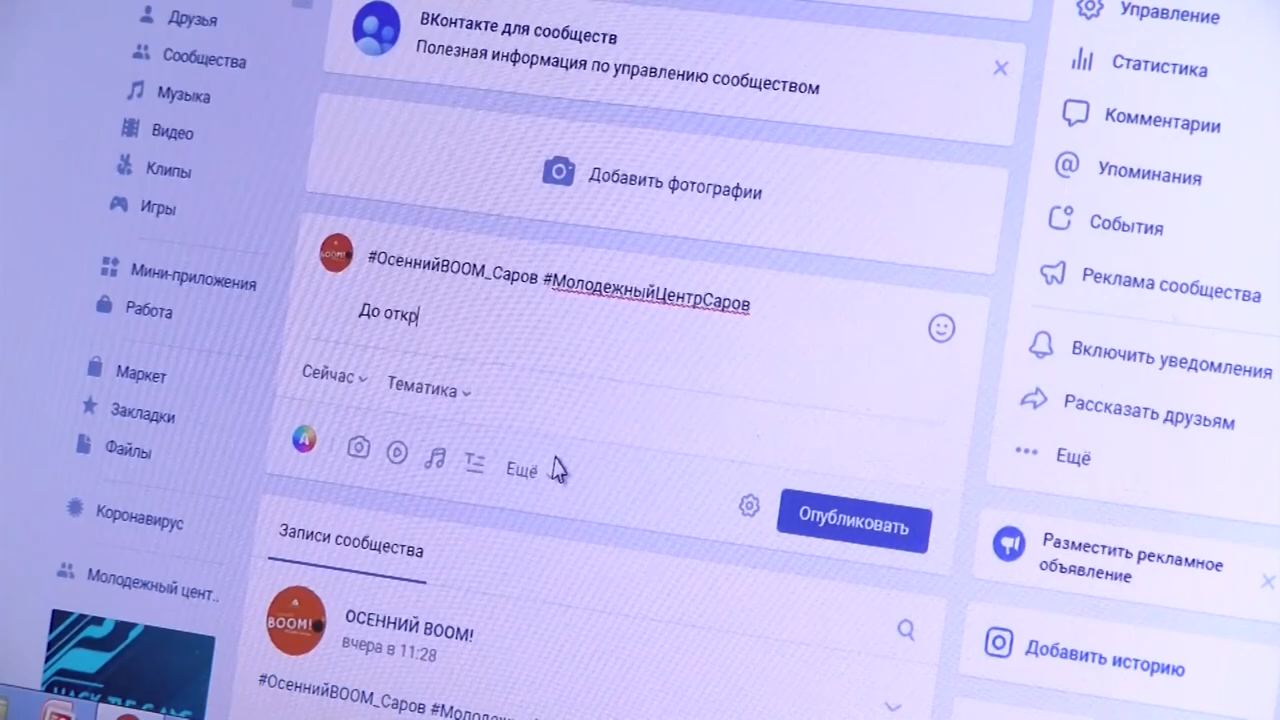 Друзья
Сообщества
Музыка
Видео
Клипы
Игры
Мини-приложения
Работа
Маркет
Закладки
Файлы
Коронавирус
Молодежный цент..
ВКонтакте для сообществ
Полезная информация по управлению сообществом
Добавить фотографии
BOOM!
#ОсеннийBOOM_Саров #МолодежныйЦентрСаров
До откр
Сейчас
Тематика
Ещё
Опубликовать
Записи сообщества
BOOM!
ОСЕННИЙ BOOM!
вчера в 11:28
#ОсеннийBOOM_Саров
Управление
Статистика
Комментарии
Упоминания
События
Реклама сообщества
Включить уведомления
Рассказать друзьям
Ещё
Разместить рекламное
объявление
Добавить историю